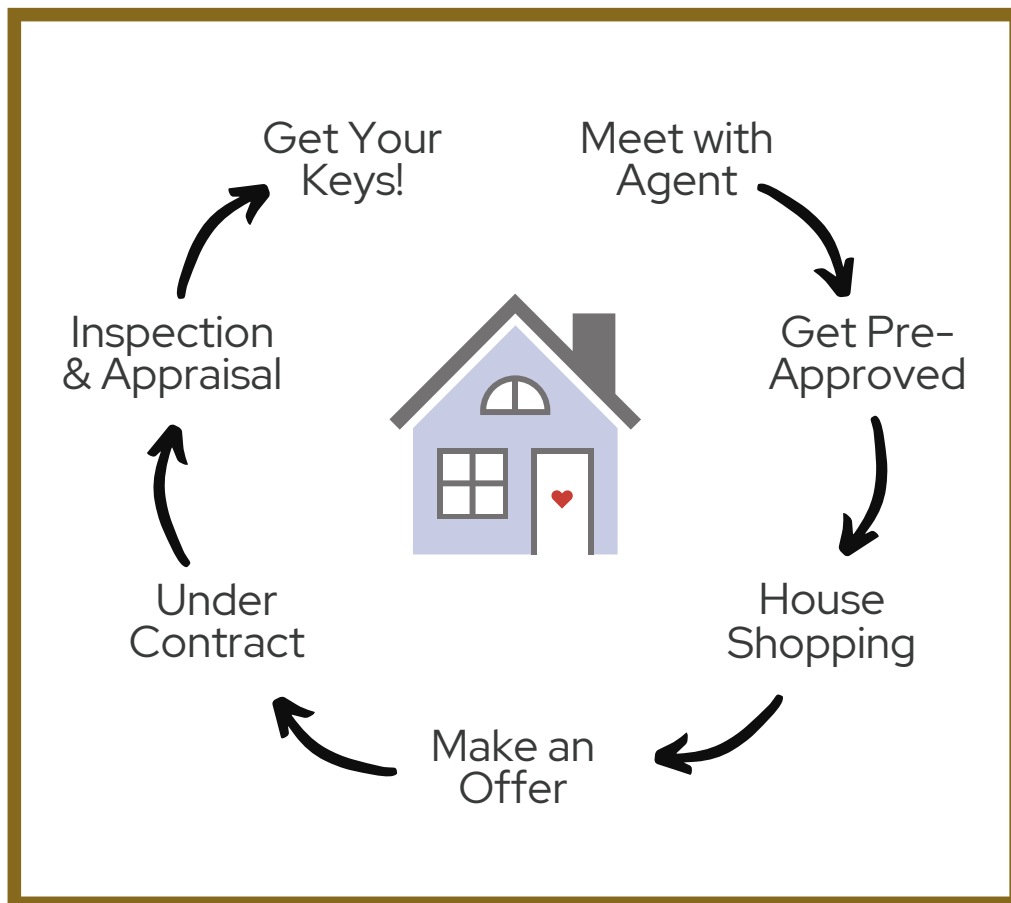 Meet with
Agent
Get Pre-
Approved
House
Shopping
Make an
Offer
Under
Contract
Inspection
& Appraisal
Get Your
Keys!